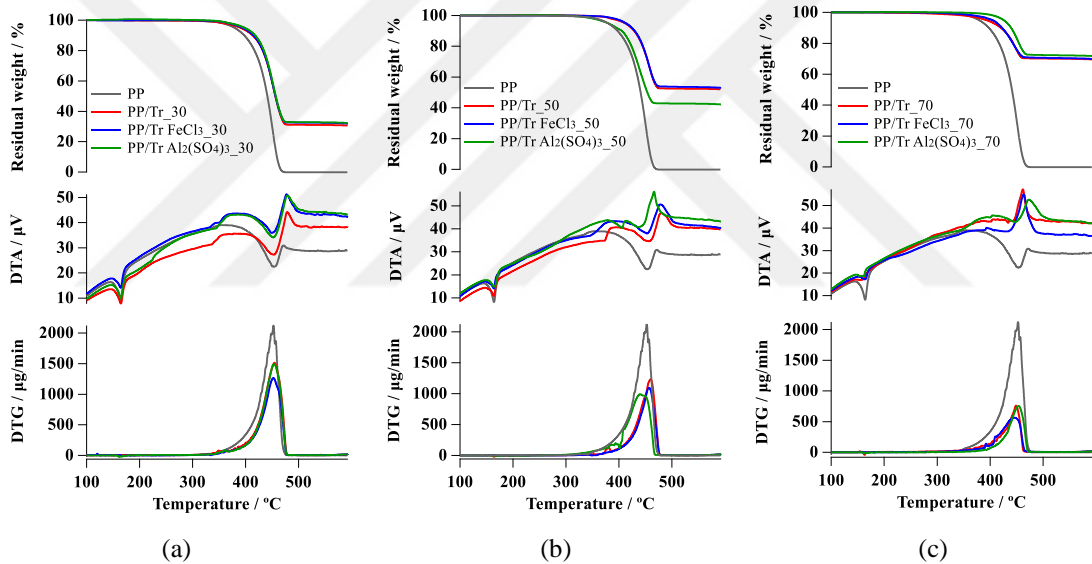 100
80
60
40
20
0
Residual weight / %
PP
PP/Tr_30
PP/Tr FeCl3_30
PP/Tr Al2(SO4)3_30
50
40
30
20
10
DTA / µV
2000
1500
1000
500
0
DTG / µg/min
100 200 300 400 500
Temperature / ºC
(a)
100
80
60
40
20
0
Residual weight / %
PP
PP/Tr_50
PP/Tr FeCl3_50
PP/Tr Al2(SO4)3_50
50
40
30
20
10
DTA / µV
2000
1500
1000
500
0
DTG / µg/min
100 200 300 400 500
Temperature / ºC
(b)
100
80
60
40
20
0
Residual weight / %
PP
PP/Tr_70
PP/Tr FeCl3_70
PP/Tr Al2(SO4)3_70
50
40
30
20
10
DTA / µV
2000
1500
1000
500
0
DTG / µg/min
100 200 300 400 500
Temperature / ºC
(c)